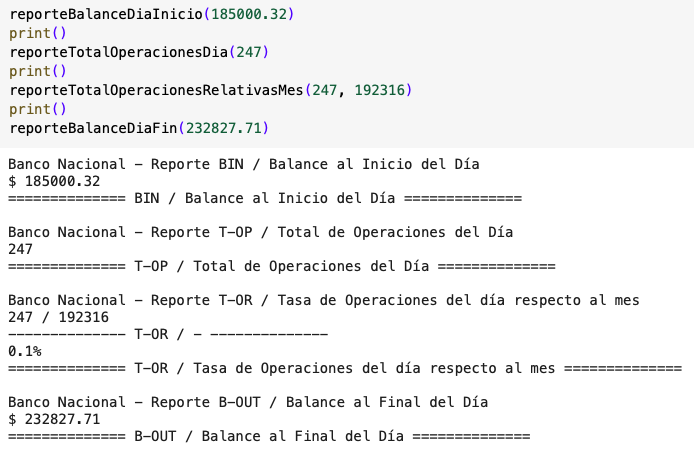 reporteBalanceDiaInicio(185000.32)
print()
reporteTotalOperacionesDia(247)
print()
reporteTotalOperacionesRelativasMes(247, 192316)
print()
reporteBalanceDiaFin(232827.71)
Banco Nacional - Reporte BIN / Balance al Inicio del Día
$ 185000.32
============== BIN / Balance al Inicio del Día ==============
Banco Nacional - Reporte T-OP / Total de Operaciones del Día
247
============== T-OP / Total de Operaciones del Día ==============
Banco Nacional - Reporte T-OR / Tasa de Operaciones del día respecto al mes
247 / 192316
-------------- T-OR / - --------------
0.1%
============== T-OR / Tasa de Operaciones del día respecto al mes ==============
Banco Nacional - Reporte B-OUT / Balance al Final del Día
$ 232827.71
============== B-OUT / Balance al Final del Día ==============